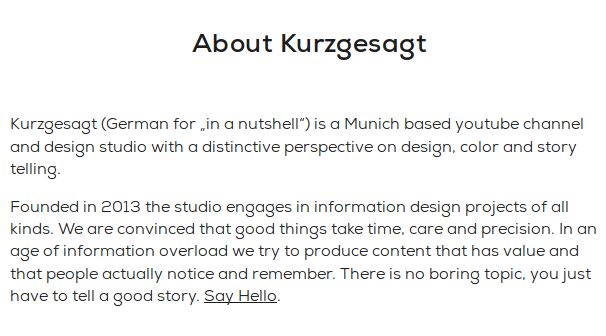 About Kurzgesagt
Kurzgesagt (German for „in a nutshell“) is a Munich based youtube channel
and design studio with a distinctive perspective on design, color and story
telling.
Founded in 2013 the studio engages in information design projects of all
kinds. We are convinced that good things take time, care and precision. In an
age of information overload we try to produce content that has value and
that people actually notice and remember. There is no boring topic, you just
have to tell a good story. Say Hello.